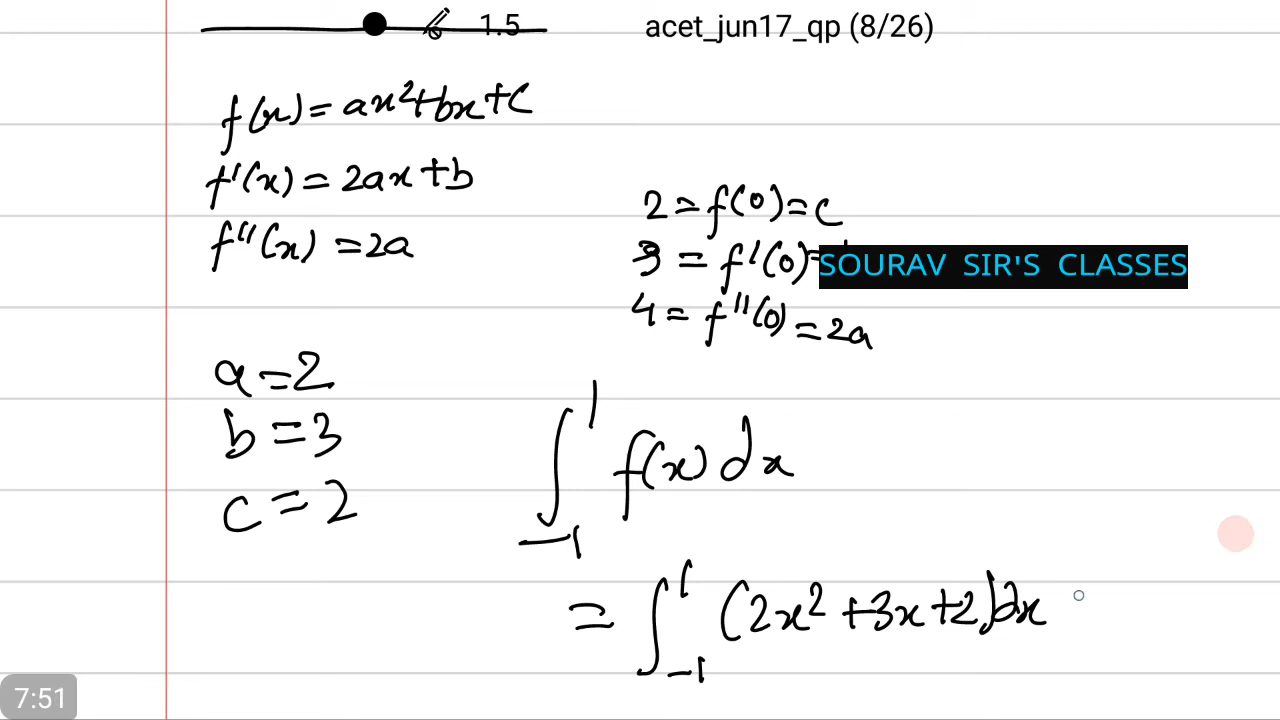 1.5 acet_jun17_qp (8/26)
f(x) = ax²+bx+c
f'(x) = 2ax+b
f''(x) = 2a
2 = f(0) = c
3 = f'(0) =
SOURAV SIR'S CLASSES
4 = f''(0) = 2a
a = 2
b = 3
c = 2
∫₋₁¹ f(x) dx
= ∫₋₁¹ (2x² + 3x + 2) dx
7:51